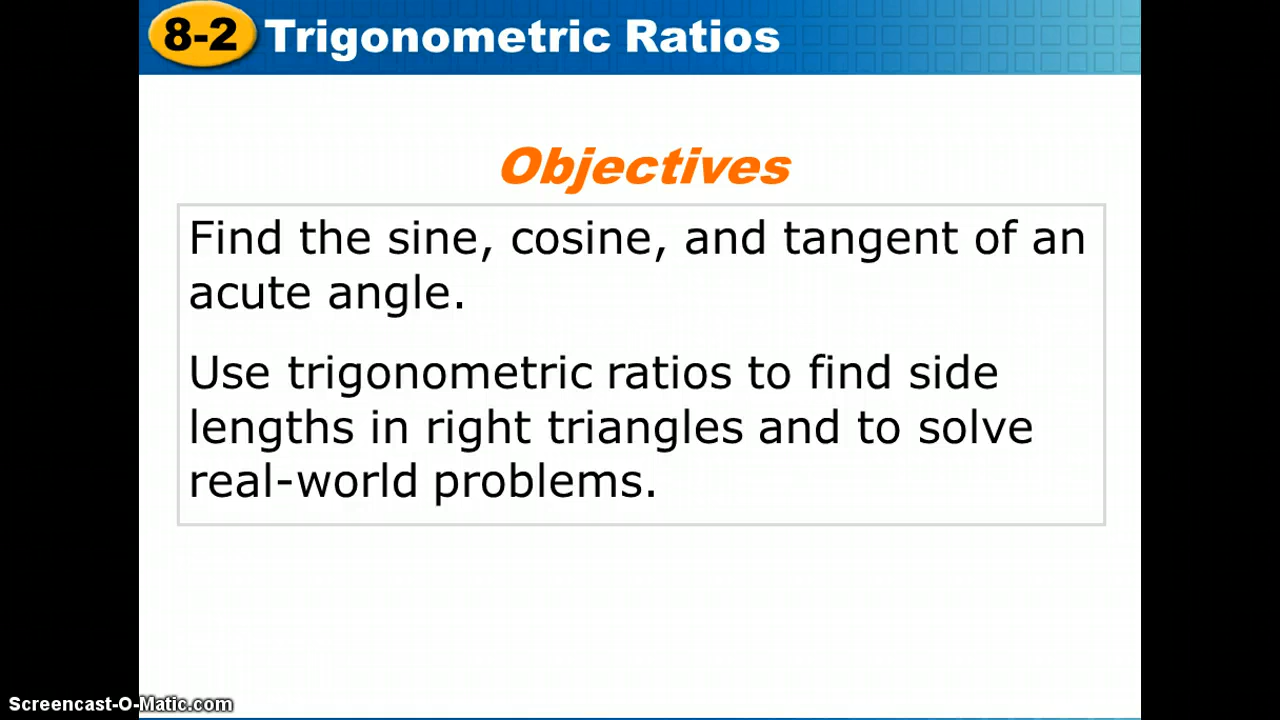 8-2 Trigonometric Ratios
Objectives
Find the sine, cosine, and tangent of an
acute angle.
Use trigonometric ratios to find side
lengths in right triangles and to solve
real-world problems.
Screencast-O-Matic.com